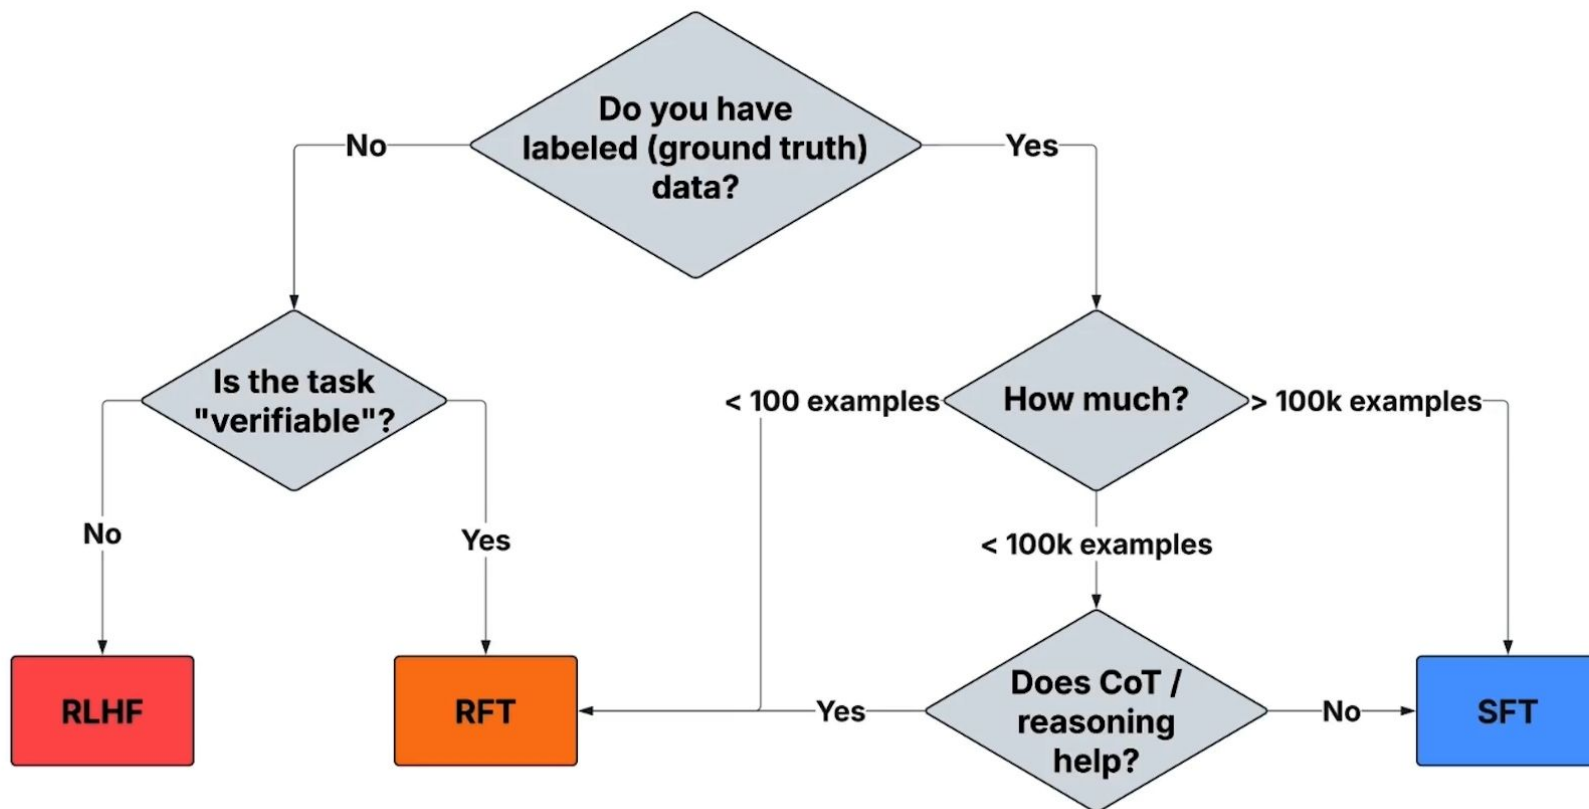 Do you have
labeled (ground truth)
data?
No
Yes
Is the task
"verifiable"?
< 100 examples
How much?
> 100k examples
No
Yes
< 100k examples
RLHF
RFT
Yes
Does CoT /
reasoning
help?
No
SFT